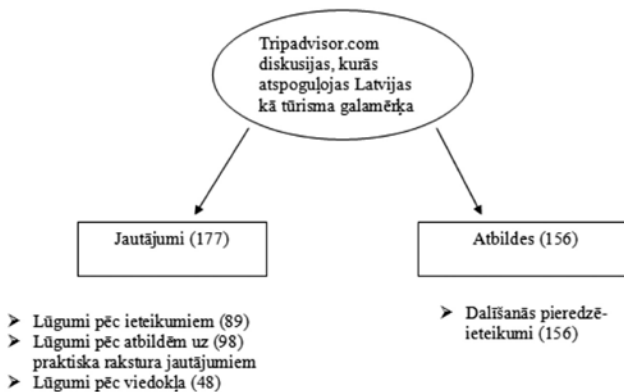 Tripadvisor.com
diskusijas, kurās
atspoguļojas Latvijas
kā tūrisma galamērķa
Jautājumi (177)
Atbildes (156)
➤ Lūgumi pēc ieteikumiem (89)
➤ Lūgumi pēc atbildēm uz (98)
praktiska rakstura jautājumiem
➤ Lūgumi pēc viedokļa (48)
➤ Dalīšanās pieredzē-
ieteikumi (156)